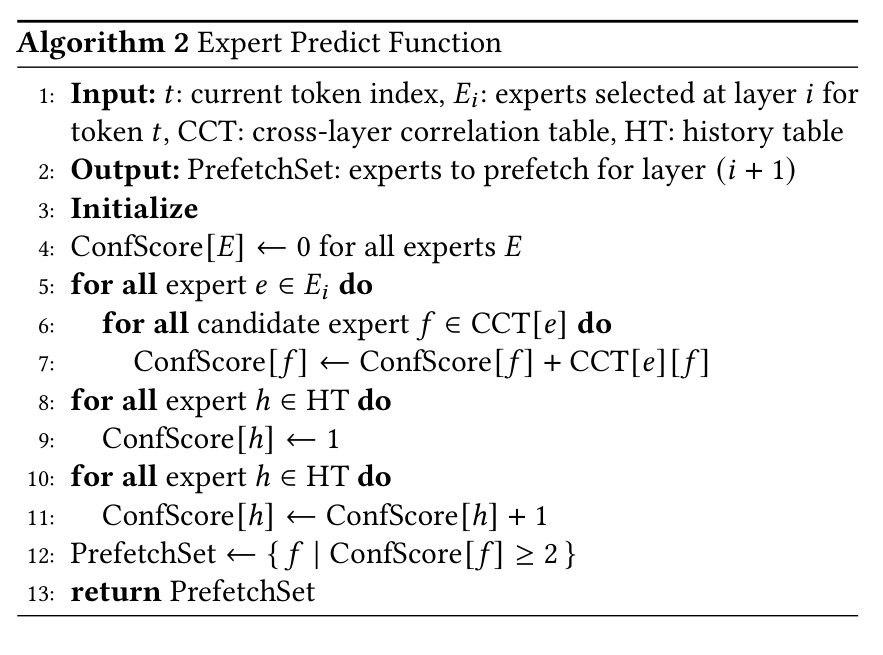 Algorithm 2 Expert Predict Function
1: Input: t: current token index, E_i: experts selected at layer i for
token t, CCT: cross-layer correlation table, HT: history table
2: Output: PrefetchSet: experts to prefetch for layer (i + 1)
3: Initialize
4: ConfScore[E] ← 0 for all experts E
5: for all expert e ∈ E_i do
6: for all candidate expert f ∈ CCT[e] do
7: ConfScore[f] ← ConfScore[f] + CCT[e][f]
8: for all expert h ∈ HT do
9: ConfScore[h] ← 1
10: for all expert h ∈ HT do
11: ConfScore[h] ← ConfScore[h] + 1
12: PrefetchSet ← { f | ConfScore[f] ≥ 2 }
13: return PrefetchSet